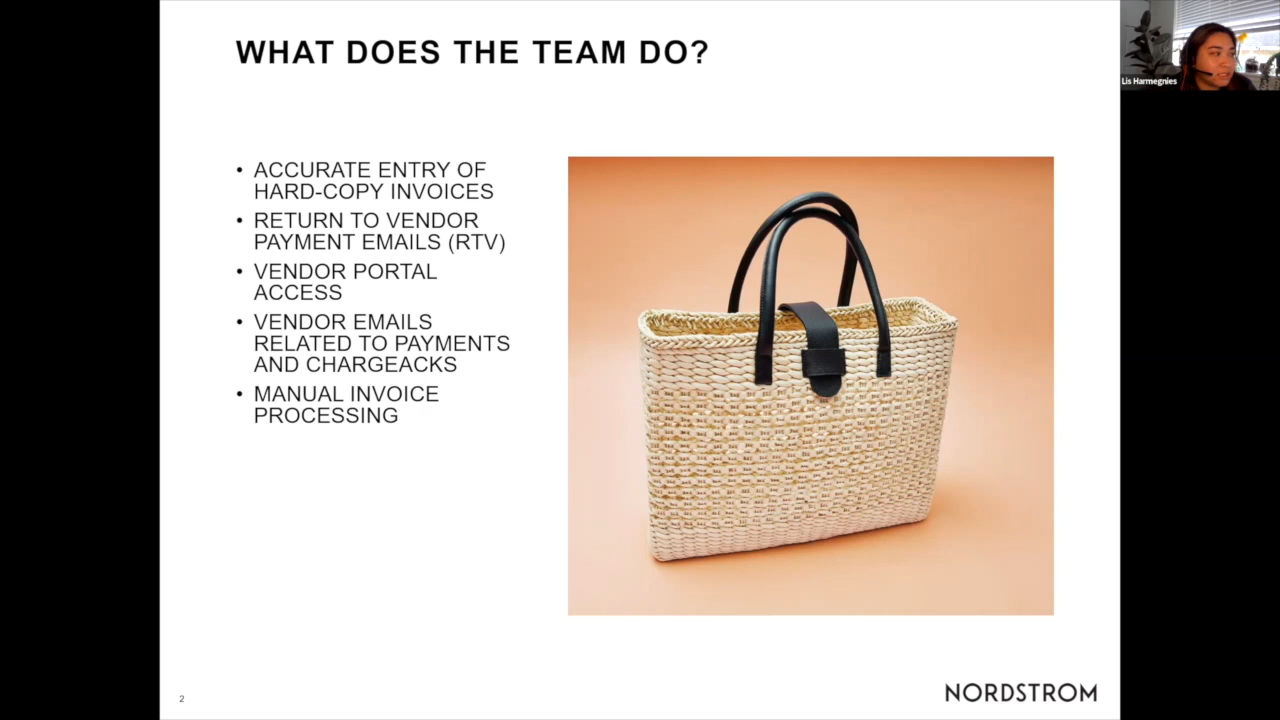 WHAT DOES THE TEAM DO?
Lis Harmegnies
• ACCURATE ENTRY OF
HARD-COPY INVOICES
• RETURN TO VENDOR
PAYMENT EMAILS (RTV)
• VENDOR PORTAL
ACCESS
• VENDOR EMAILS
RELATED TO PAYMENTS
AND CHARGEACKS
• MANUAL INVOICE
PROCESSING
2
NORDSTROM